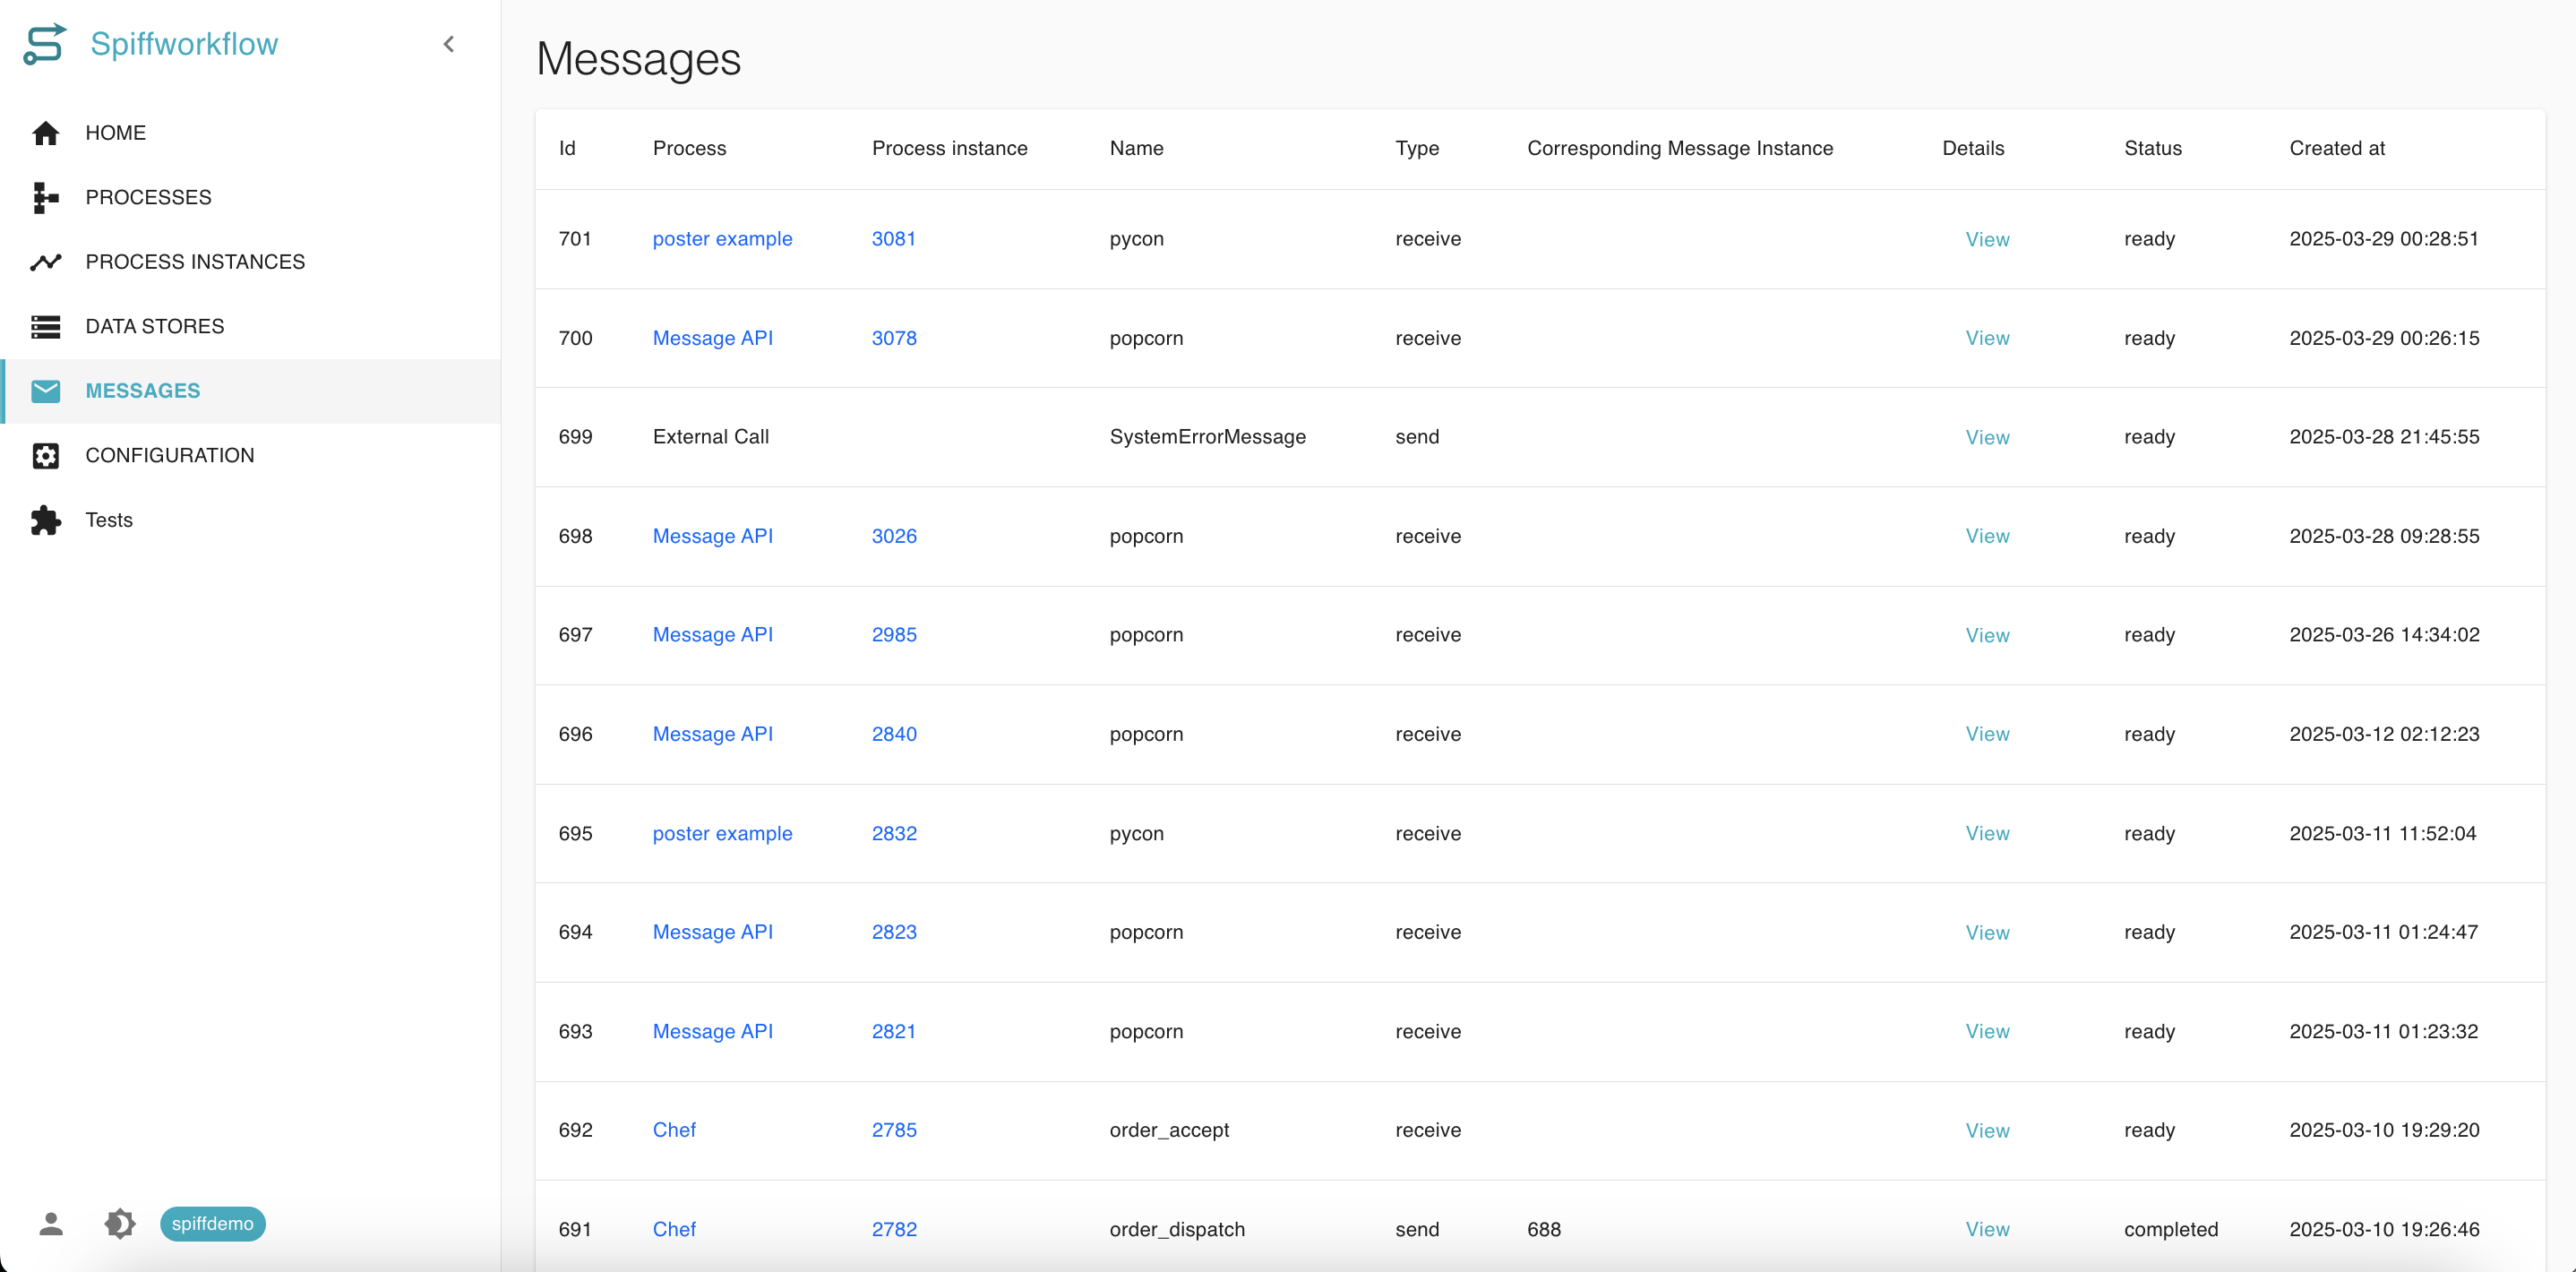 Spiffworkflow
HOME
PROCESSES
PROCESS INSTANCES
DATA STORES
MESSAGES
CONFIGURATION
Tests
spiffdemo
Messages
Id Process Process instance Name Type Corresponding Message Instance Details Status Created at
701 poster example 3081 pycon receive View ready 2025-03-29 00:28:51
700 Message API 3078 popcorn receive View ready 2025-03-29 00:26:15
699 External Call SystemErrorMessage send View ready 2025-03-28 21:45:55
698 Message API 3026 popcorn receive View ready 2025-03-28 09:28:55
697 Message API 2985 popcorn receive View ready 2025-03-26 14:34:02
696 Message API 2840 popcorn receive View ready 2025-03-12 02:12:23
695 poster example 2832 pycon receive View ready 2025-03-11 11:52:04
694 Message API 2823 popcorn receive View ready 2025-03-11 01:24:47
693 Message API 2821 popcorn receive View ready 2025-03-11 01:23:32
692 Chef 2785 order_accept receive View ready 2025-03-10 19:29:20
691 Chef 2782 order_dispatch send 688 View completed 2025-03-10 19:26:46